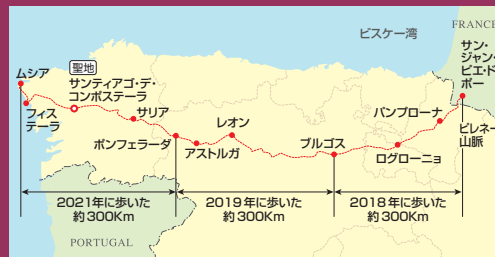 ビスケー湾
FRANCE
サン・
ジャン・
ピエ・ド・
ポー
ムシア
聖地
サンティアゴ・デ・
コンポステーラ
フィス
テーラ
サリア
ポンフェラーダ
レオン
アストルガ
ブルゴス
パンプローナ
ログローニョ
ピレネー
山脈
2021年に歩いた
約300Km
2019年に歩いた
約300Km
2018年に歩いた
約300Km
PORTUGAL